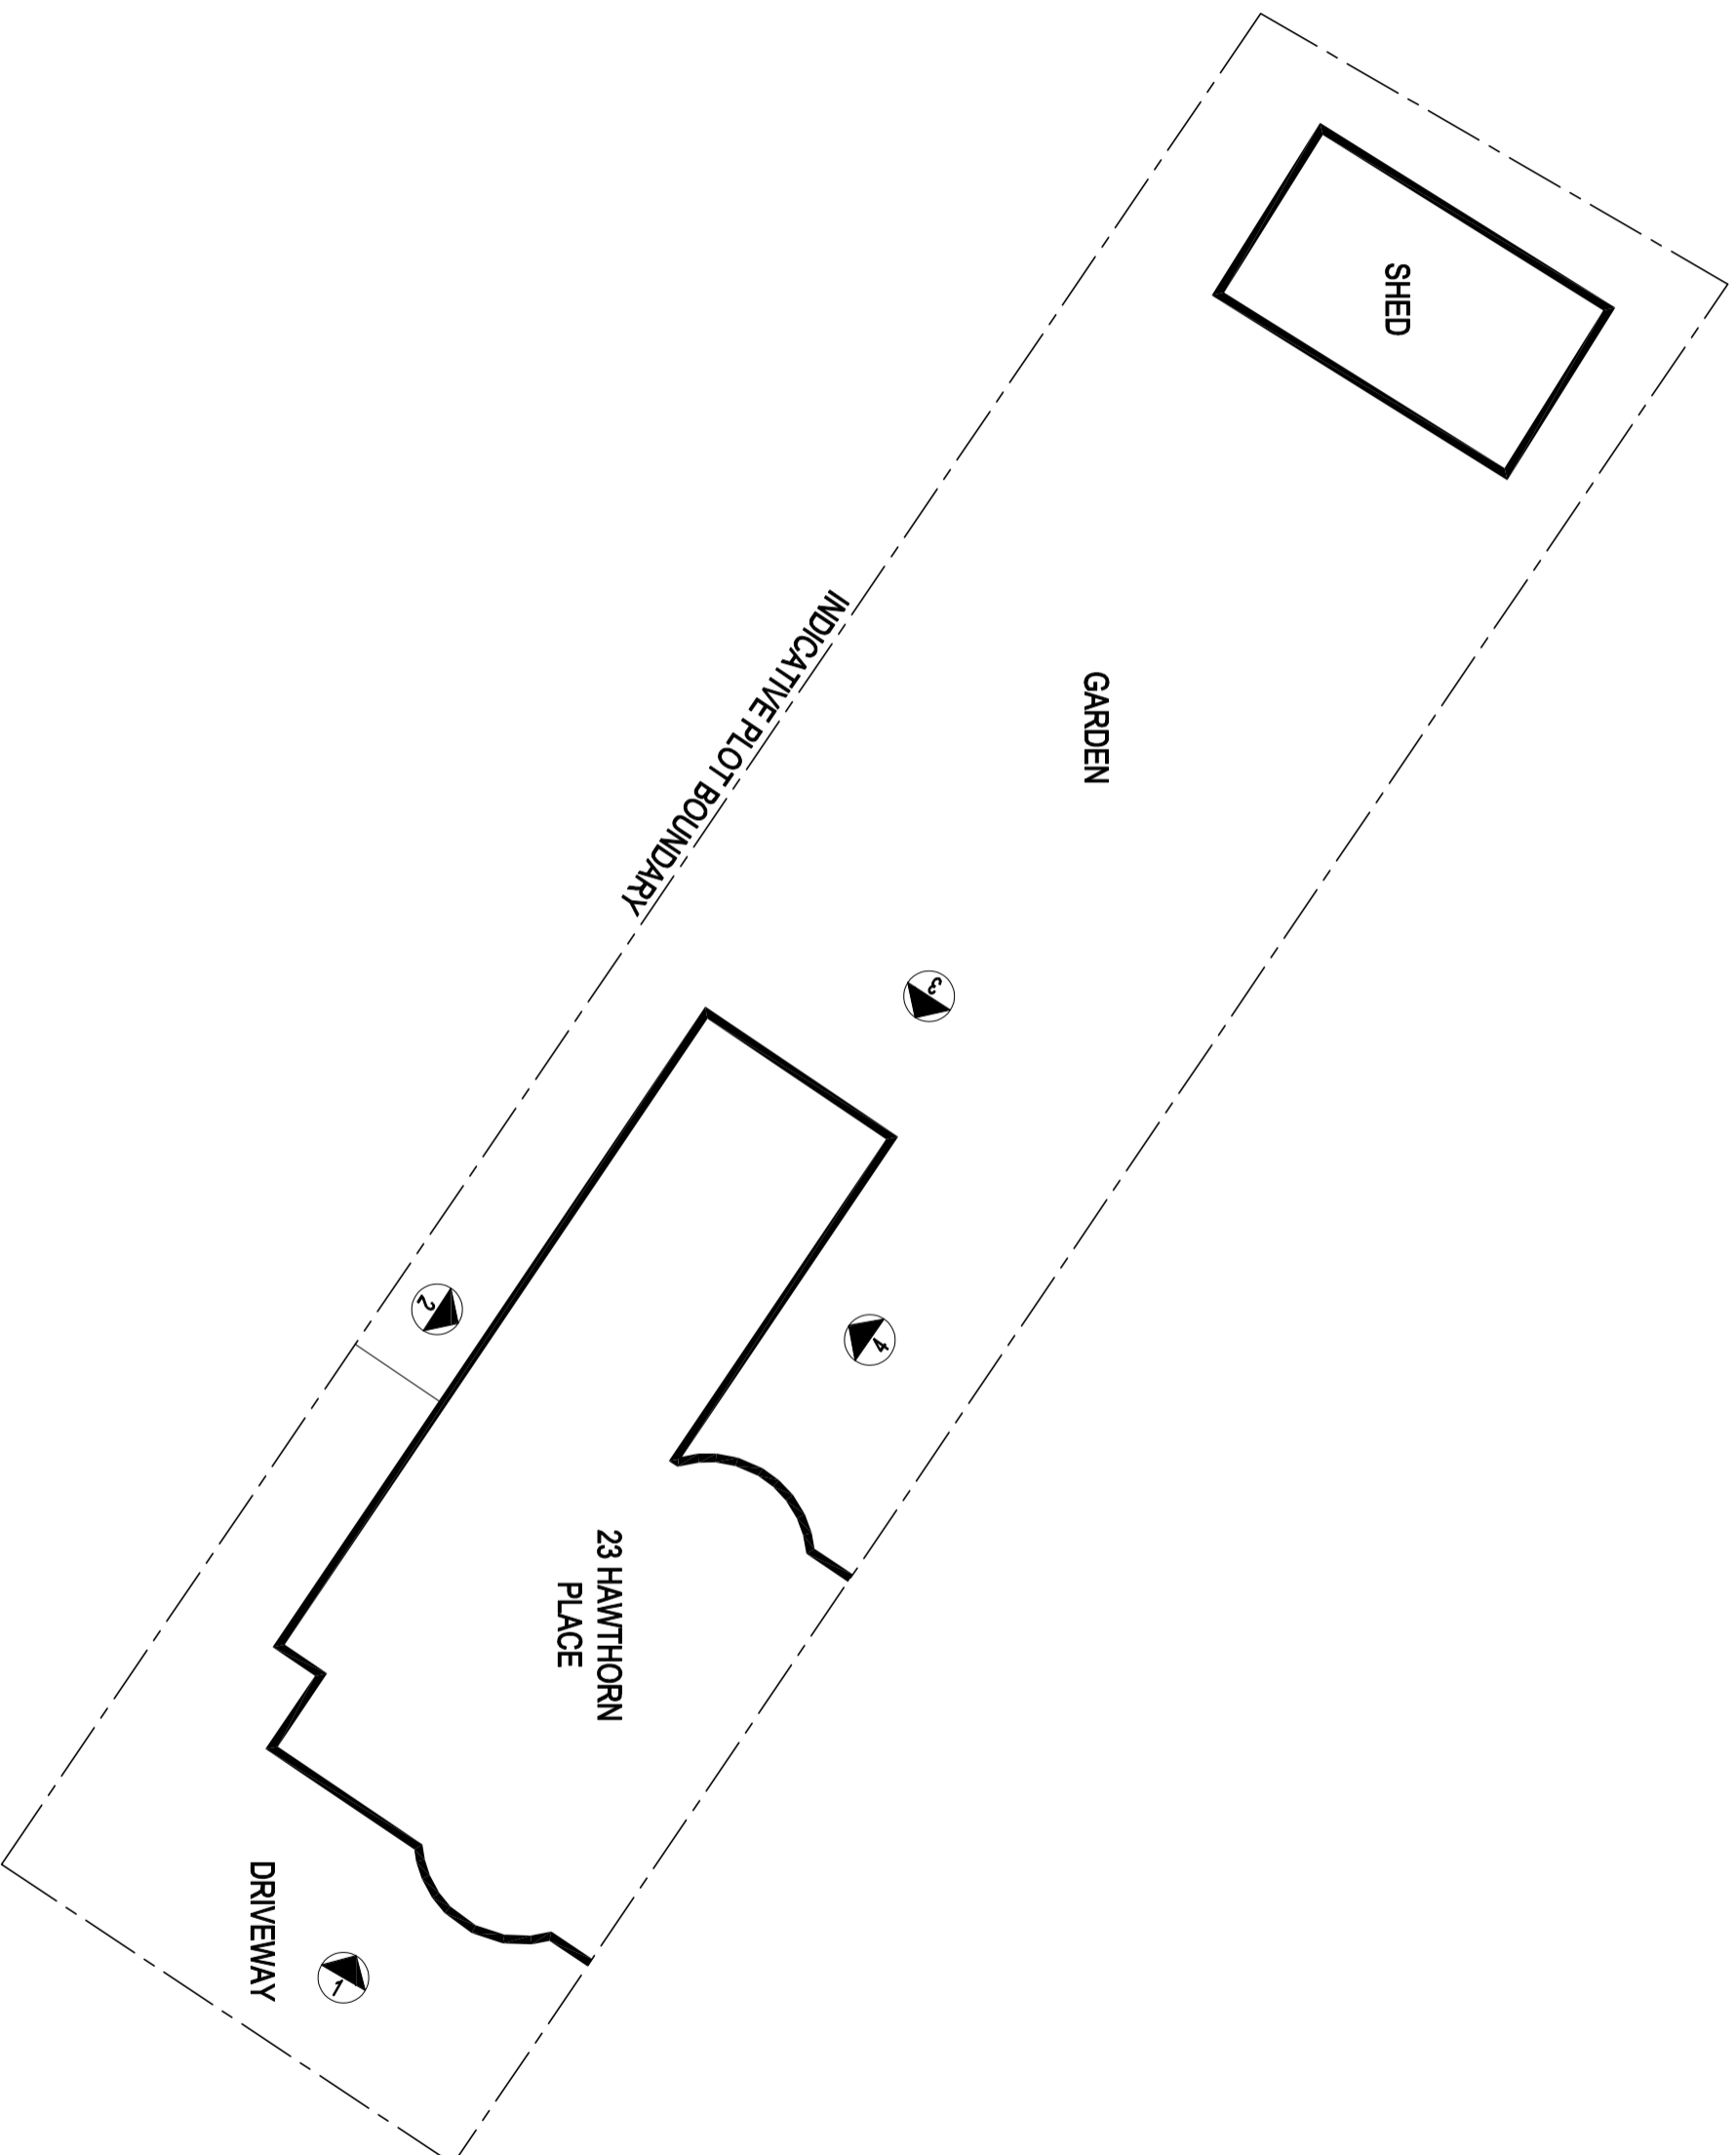 SHED
GARDEN
INDICATIVE PLOT BOUNDARY
3
2
4
23 HAWTHORN
PLACE
DRIVEWAY
1